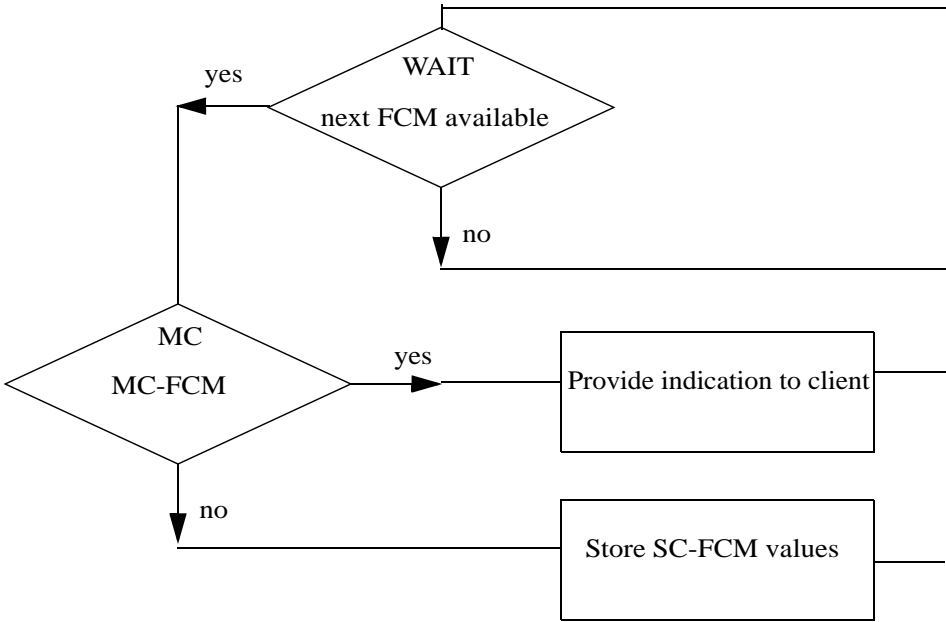 WAIT
yes
next FCM available
no
MC
yes
MC-FCM
Provide indication to client
no
Store SC-FCM values